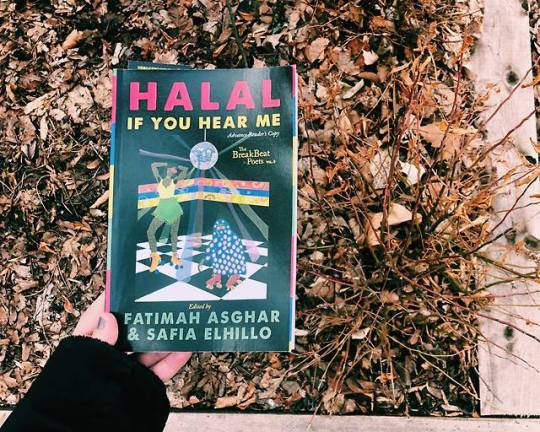 HALAL
IF YOU HEAR ME
Advance Reader's Copy
The
BreakBeat
Poets VOL.3
Edited by
FATIMAH ASGHAR
& SAFIA ELHILLO